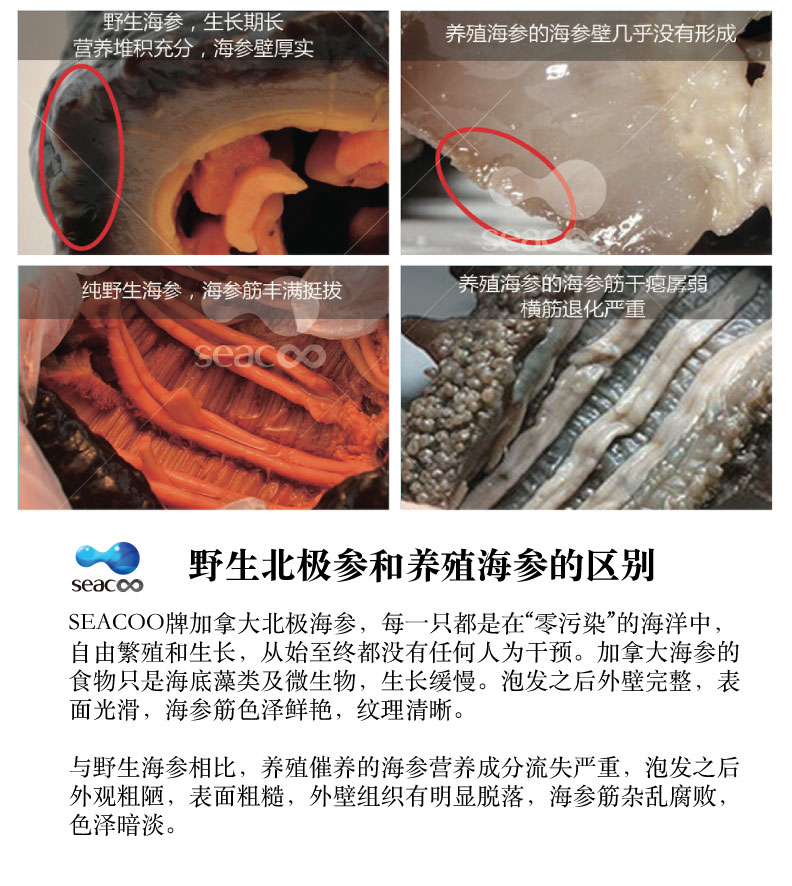 野生海参，生长期长
营养堆积充分，海参壁厚实
养殖海参的海参壁几乎没有形成
seacoo
纯野生海参，海参筋丰满挺拔
seacoo
养殖海参的海参筋干瘪孱弱
横筋退化严重
seacoo
野生北极参和养殖海参的区别
SEACOO牌加拿大北极海参，每一只都是在“零污染”的海洋中，
自由繁殖和生长，从始至终都没有任何人为干预。加拿大海参的
食物只是海底藻类及微生物，生长缓慢。泡发之后外壁完整，表
面光滑，海参筋色泽鲜艳，纹理清晰。
与野生海参相比，养殖催养的海参营养成分流失严重，泡发之后
外观粗陋，表面粗糙，外壁组织有明显脱落，海参筋杂乱腐败，
色泽暗淡。